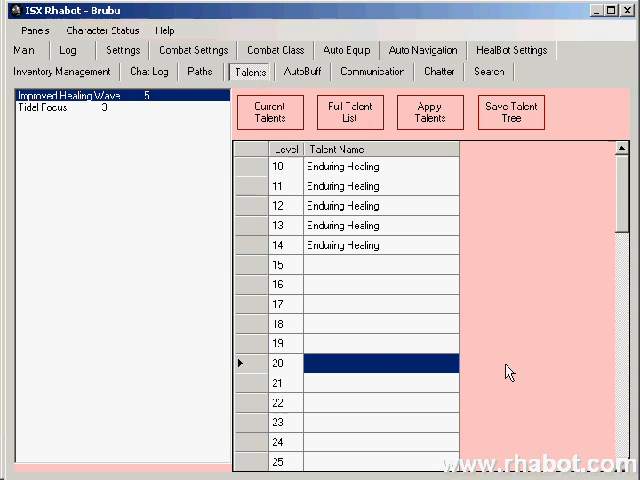 ISX Rhabot - Brubu
Panels Character Status Help
Main Log Settings Combat Settings Combat Class Auto Equip Auto Navigation HealBot Settings
Inventory Management Chat Log Paths Talents AutoBuff Communication Chatter Search
Improved Healing Wave 5
Tidal Focus 3
Current Talents
Full Talent List
Apply Talents
Save Talent Tree
Level Talent Name
10 Enduring Healing
11 Enduring Healing
12 Enduring Healing
13 Enduring Healing
14 Enduring Healing
15
16
17
18
19
20
21
22
23
24
25
www.rhabot.com